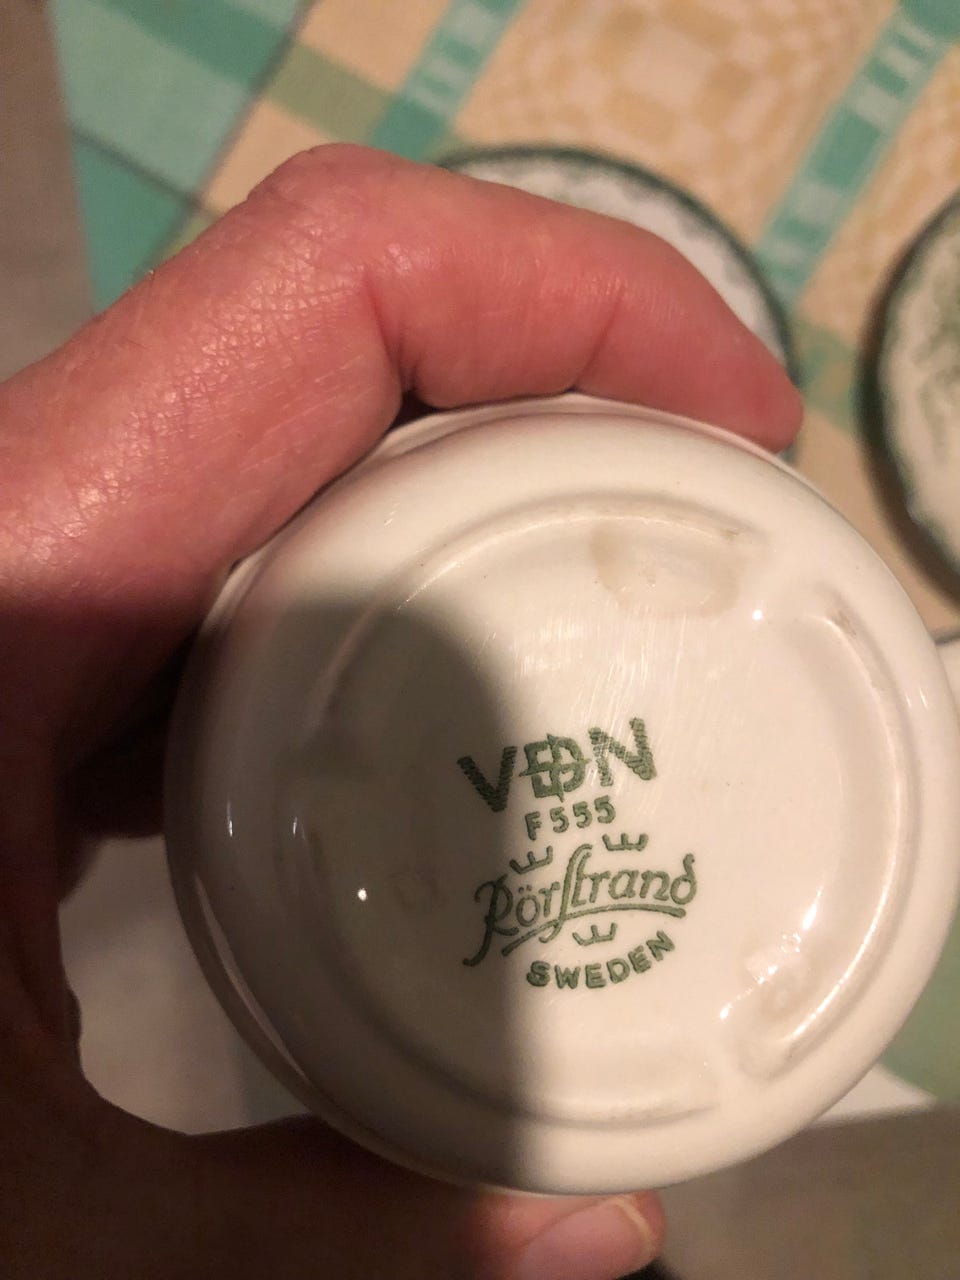 VDN
F555
Rörstrand
SWEDEN